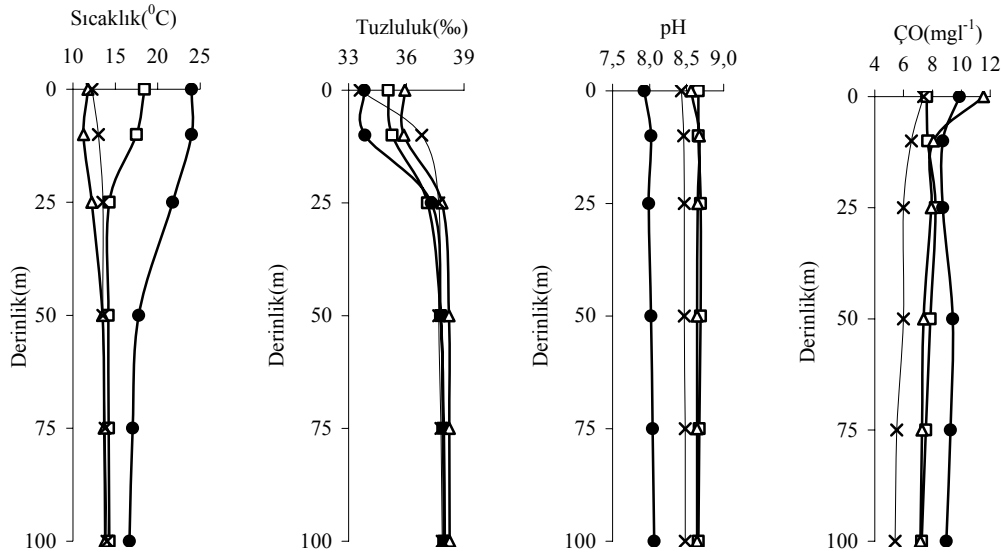 Sıcaklık(⁰C)
10 15 20 25
0
25
50
75
100
Derinlik(m)
Tuzluluk(‰)
33 36 39
0
25
50
75
100
Derinlik(m)
pH
7,5 8,0 8,5 9,0
0
25
50
75
100
Derinlik(m)
ÇO(mgl⁻¹)
4 6 8 10 12
0
25
50
75
100
Derinlik(m)